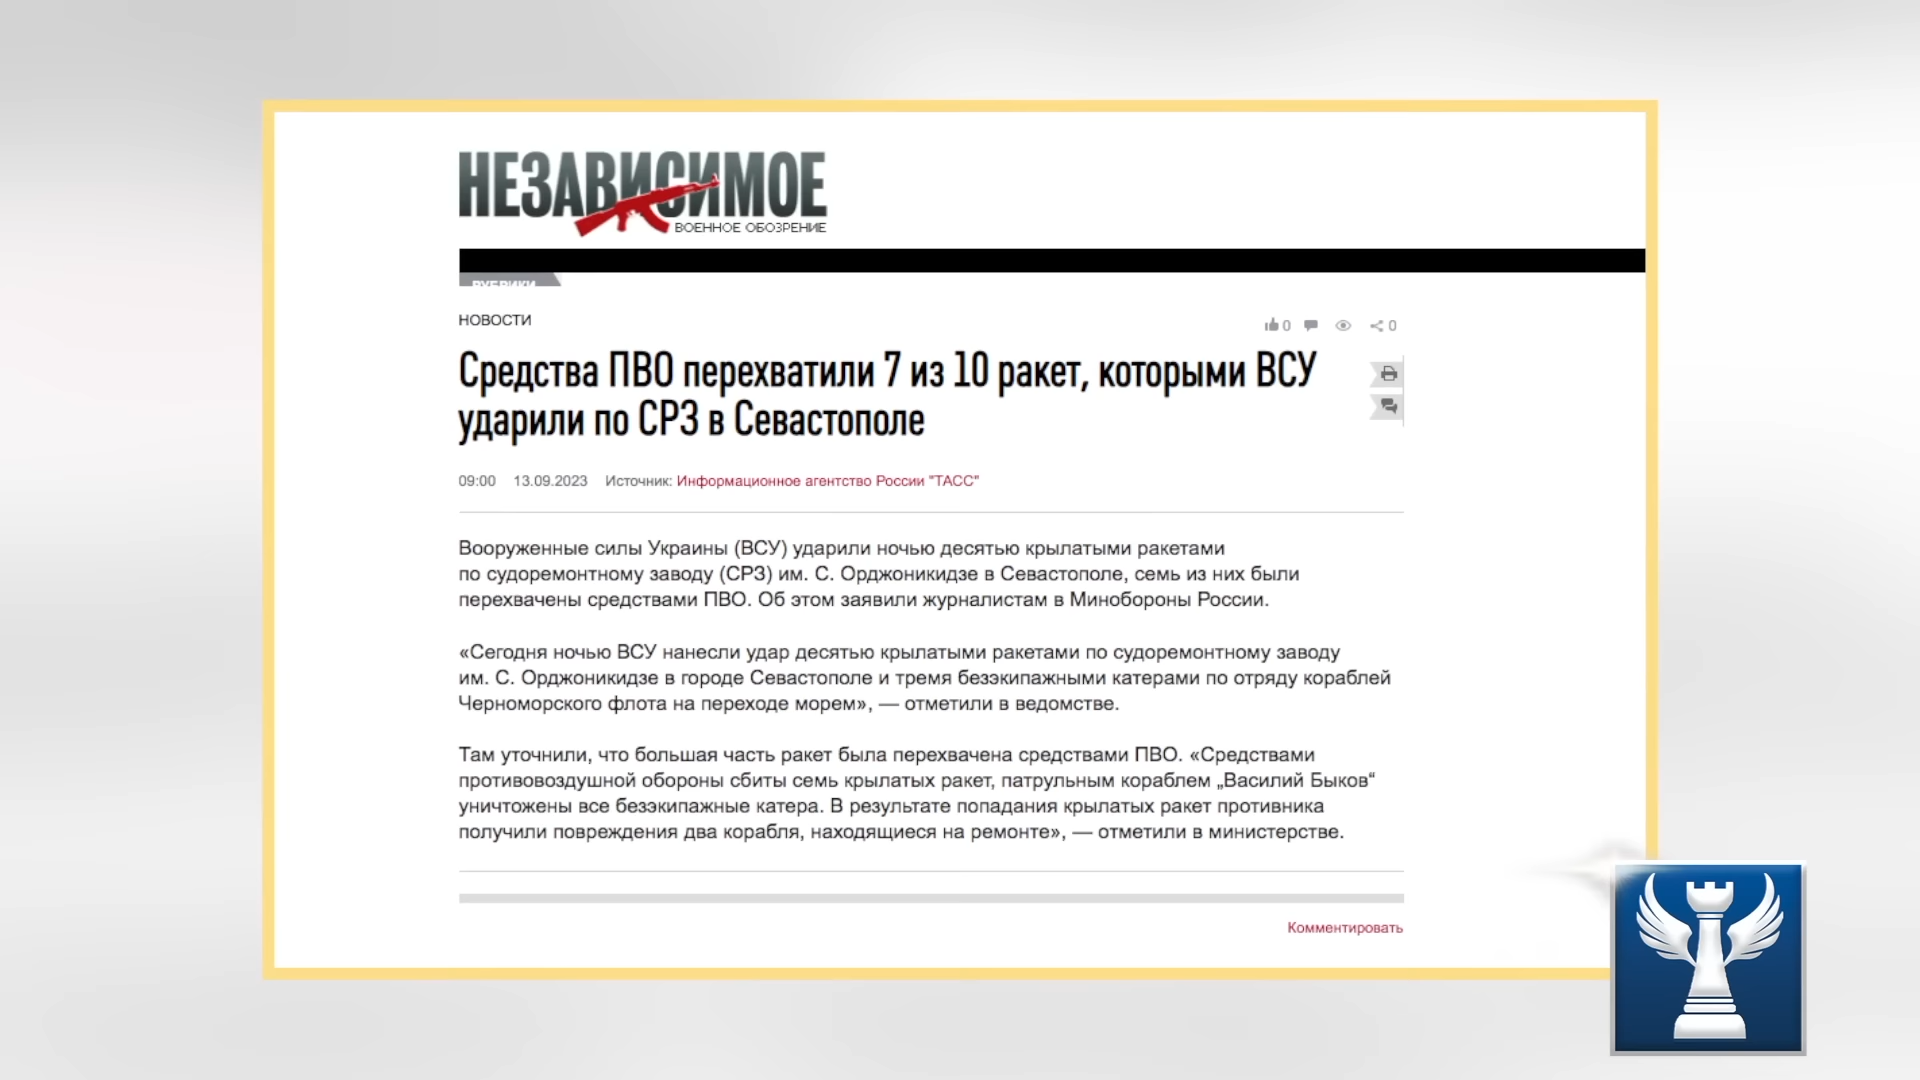 НЕЗАВИСИМОЕ
ВОЕННОЕ ОБОЗРЕНИЕ
РУБРИКИ
НОВОСТИ
0 0
Средства ПВО перехватили 7 из 10 ракет, которыми ВСУ
ударили по СРЗ в Севастополе
09:00 13.09.2023 Источник: Информационное агентство России "ТАСС"
Вооруженные силы Украины (ВСУ) ударили ночью десятью крылатыми ракетами
по судоремонтному заводу (СРЗ) им. С. Орджоникидзе в Севастополе, семь из них были
перехвачены средствами ПВО. Об этом заявили журналистам в Минобороны России.
«Сегодня ночью ВСУ нанесли удар десятью крылатыми ракетами по судоремонтному заводу
им. С. Орджоникидзе в городе Севастополе и тремя безэкипажными катерами по отряду кораблей
Черноморского флота на переходе морем», — отметили в ведомстве.
Там уточнили, что большая часть ракет была перехвачена средствами ПВО. «Средствами
противовоздушной обороны сбиты семь крылатых ракет, патрульным кораблем „Василий Быков“
уничтожены все безэкипажные катера. В результате попадания крылатых ракет противника
получили повреждения два корабля, находящиеся на ремонте», — отметили в министерстве.
Комментировать